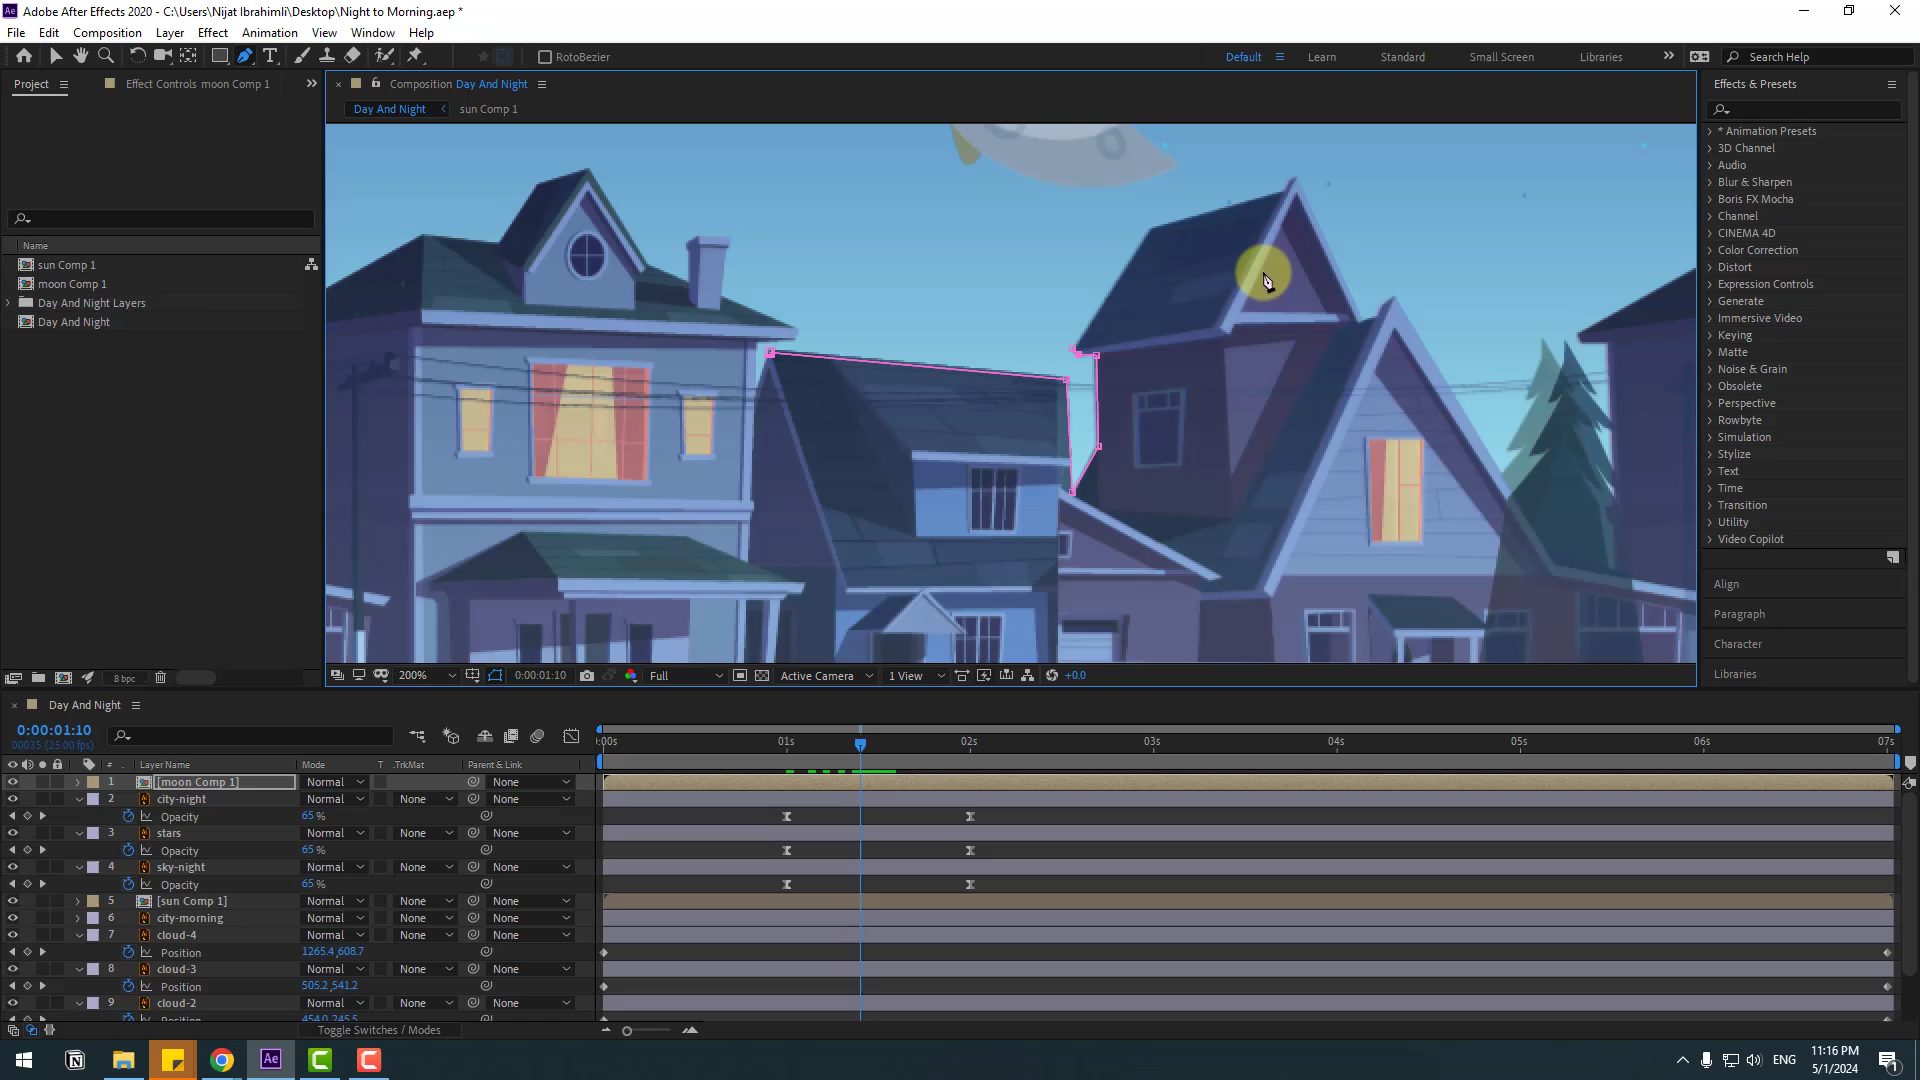 Adobe After Effects 2020 - C:\Users\Nijat Ibrahimli\Desktop\Night to Morning.aep *
File Edit Composition Layer Effect Animation View Window Help
RotoBezier
Default Learn Standard Small Screen Libraries Search Help
Project Effect Controls moon Comp 1
Composition Day And Night
Day And Night sun Comp 1
Name
sun Comp 1
moon Comp 1
Day And Night Layers
Day And Night
8 bpc
200% 0:00:01:10 Full Active Camera 1 View +0.0
Effects & Presets
* Animation Presets
3D Channel
Audio
Blur & Sharpen
Boris FX Mocha
Channel
CINEMA 4D
Color Correction
Distort
Expression Controls
Generate
Immersive Video
Keying
Matte
Noise & Grain
Obsolete
Perspective
Rowbyte
Simulation
Stylize
Text
Time
Transition
Utility
Video Copilot
Align
Paragraph
Character
Libraries
Day And Night
0:00:01:10
00035 (25.00 fps)
:00s 01s 02s 03s 04s 05s 06s 07s
# Layer Name Mode T .TrkMat Parent & Link
1 [moon Comp 1] Normal None
2 city-night Normal None None
Opacity 65 %
3 stars Normal None None
Opacity 65 %
4 sky-night Normal None None
Opacity 65 %
5 [sun Comp 1] Normal None None
6 city-morning Normal None None
7 cloud-4 Normal None None
Position 1265.4,608.7
8 cloud-3 Normal None None
Position 505.2,541.2
9 cloud-2 Normal None None
Position 454.0,245.5
Toggle Switches / Modes
ENG
11:16 PM
5/1/2024
1